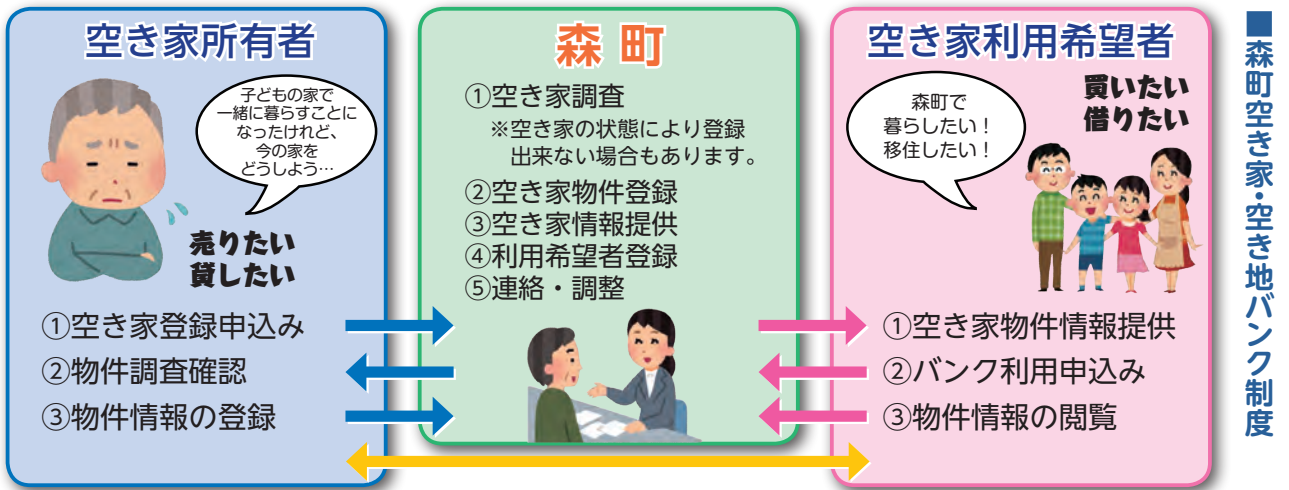 ■森町空き家・空き地バンク制度
空き家所有者
子どもの家で
一緒に暮らすことに
なったけれど、
今の家を
どうしよう…
売りたい
貸したい
①空き家登録申込み
②物件調査確認
③物件情報の登録
森 町
①空き家調査
※空き家の状態により登録
出来ない場合もあります。
②空き家物件登録
③空き家情報提供
④利用希望者登録
⑤連絡・調整
空き家利用希望者
森町で
暮らしたい！
移住したい！
買いたい
借りたい
①空き家物件情報提供
②バンク利用申込み
③物件情報の閲覧